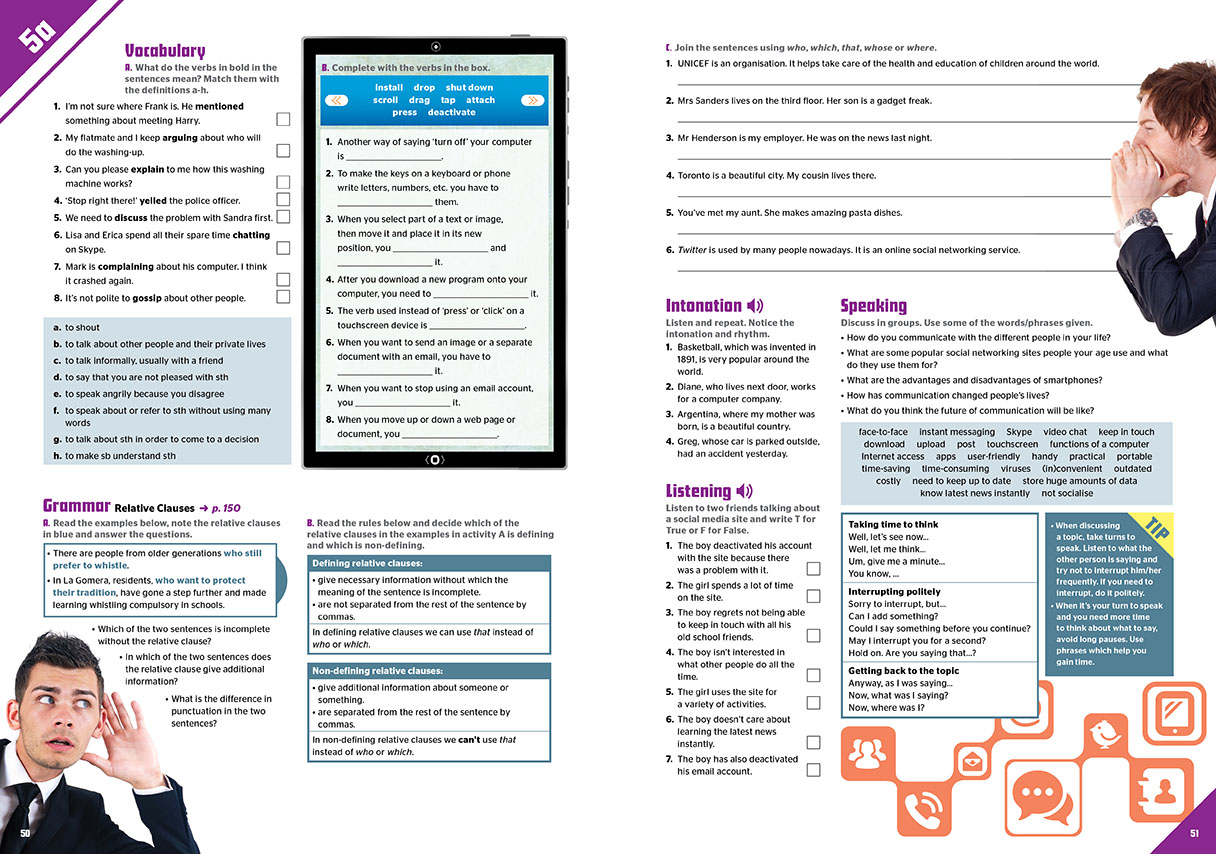 5a
Vocabulary
A. What do the verbs in bold in the
sentences mean? Match them with
the definitions a-h.
1. I'm not sure where Frank is. He mentioned
something about meeting Harry.
2. My flatmate and I keep arguing about who will
do the washing-up.
3. Can you please explain to me how this washing
machine works?
4. 'Stop right there!' yelled the police officer.
5. We need to discuss the problem with Sandra first.
6. Lisa and Erica spend all their spare time chatting
on Skype.
7. Mark is complaining about his computer. I think
it crashed again.
8. It's not polite to gossip about other people.
a. to shout
b. to talk about other people and their private lives
c. to talk informally, usually with a friend
d. to say that you are not pleased with sth
e. to speak angrily because you disagree
f. to speak about or refer to sth without using many
words
g. to talk about sth in order to come to a decision
h. to make sb understand sth
B. Complete with the verbs in the box.
install drop shut down
scroll drag tap attach
press deactivate
1. Another way of saying 'turn off' your computer
is ____________________.
2. To make the keys on a keyboard or phone
write letters, numbers, etc. you have to
____________________ them.
3. When you select part of a text or image,
then move it and place it in its new
position, you ____________________ and
____________________ it.
4. After you download a new program onto your
computer, you need to ____________________ it.
5. The verb used instead of 'press' or 'click' on a
touchscreen device is ____________________.
6. When you want to send an image or a separate
document with an email, you have to
____________________ it.
7. When you want to stop using an email account,
you ____________________ it.
8. When you move up or down a web page or
document, you ____________________.
Grammar Relative Clauses ➜ p. 150
A. Read the examples below, note the relative clauses
in blue and answer the questions.
• There are people from older generations who still
prefer to whistle.
• In La Gomera, residents, who want to protect
their tradition, have gone a step further and made
learning whistling compulsory in schools.
• Which of the two sentences is incomplete
without the relative clause?
• In which of the two sentences does
the relative clause give additional
information?
• What is the difference in
punctuation in the two
sentences?
B. Read the rules below and decide which of the
relative clauses in the examples in activity A is defining
and which is non-defining.
Defining relative clauses:
• give necessary information without which the
meaning of the sentence is incomplete.
• are not separated from the rest of the sentence by
commas.
In defining relative clauses we can use that instead of
who or which.
Non-defining relative clauses:
• give additional information about someone or
something.
• are separated from the rest of the sentence by
commas.
In non-defining relative clauses we can't use that
instead of who or which.
50
C. Join the sentences using who, which, that, whose or where.
1. UNICEF is an organisation. It helps take care of the health and education of children around the world.
2. Mrs Sanders lives on the third floor. Her son is a gadget freak.
3. Mr Henderson is my employer. He was on the news last night.
4. Toronto is a beautiful city. My cousin lives there.
5. You've met my aunt. She makes amazing pasta dishes.
6. Twitter is used by many people nowadays. It is an online social networking service.
Intonation
Listen and repeat. Notice the
intonation and rhythm.
1. Basketball, which was invented in
1891, is very popular around the
world.
2. Diane, who lives next door, works
for a computer company.
3. Argentina, where my mother was
born, is a beautiful country.
4. Greg, whose car is parked outside,
had an accident yesterday.
Listening
Listen to two friends talking about
a social media site and write T for
True or F for False.
1. The boy deactivated his account
with the site because there
was a problem with it.
2. The girl spends a lot of time
on the site.
3. The boy regrets not being able
to keep in touch with all his
old school friends.
4. The boy isn't interested in
what other people do all the
time.
5. The girl uses the site for
a variety of activities.
6. The boy doesn't care about
learning the latest news
instantly.
7. The boy has also deactivated
his email account.
Speaking
Discuss in groups. Use some of the words/phrases given.
• How do you communicate with the different people in your life?
• What are some popular social networking sites people your age use and what
do they use them for?
• What are the advantages and disadvantages of smartphones?
• How has communication changed people's lives?
• What do you think the future of communication will be like?
face-to-face instant messaging Skype video chat keep in touch
download upload post touchscreen functions of a computer
Internet access apps user-friendly handy practical portable
time-saving time-consuming viruses (in)convenient outdated
costly need to keep up to date store huge amounts of data
know latest news instantly not socialise
Taking time to think
Well, let's see now...
Well, let me think...
Um, give me a minute...
You know, ...
Interrupting politely
Sorry to interrupt, but...
Can I add something?
Could I say something before you continue?
May I interrupt you for a second?
Hold on. Are you saying that...?
Getting back to the topic
Anyway, as I was saying...
Now, what was I saying?
Now, where was I?
TIP
• When discussing
a topic, take turns to
speak. Listen to what the
other person is saying and
try not to interrupt him/her
frequently. If you need to
interrupt, do it politely.
• When it's your turn to speak
and you need more time
to think about what to say,
avoid long pauses. Use
phrases which help you
gain time.
51